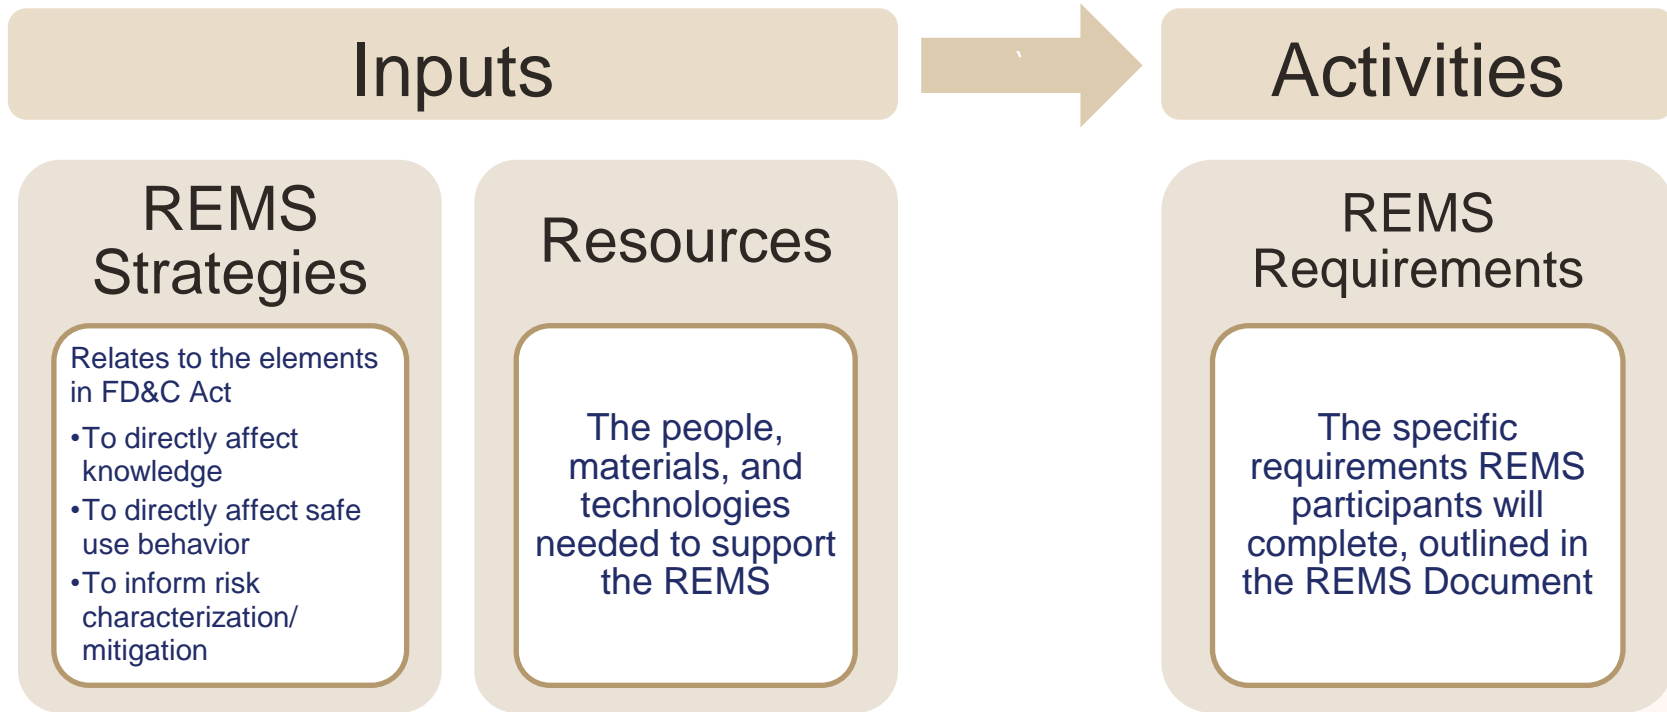 Inputs
`
Activities
REMS
Strategies
Relates to the elements
in FD&C Act
•To directly affect
knowledge
•To directly affect safe
use behavior
•To inform risk
characterization/
mitigation
Resources
The people,
materials, and
technologies
needed to support
the REMS
REMS
Requirements
The specific
requirements REMS
participants will
complete, outlined in
the REMS Document